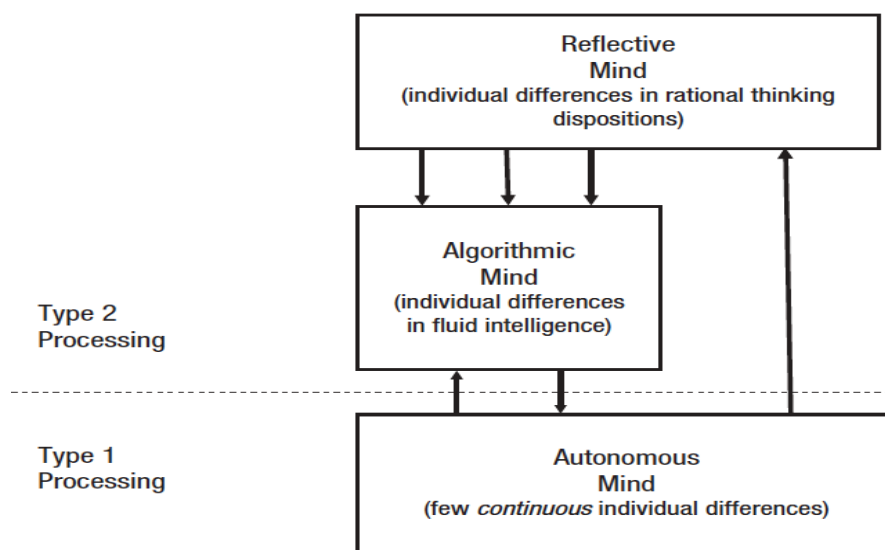 Reflective
Mind
(individual differences in rational thinking
dispositions)
Algorithmic
Mind
(individual differences
in fluid intelligence)
Type 2
Processing
Type 1
Processing
Autonomous
Mind
(few continuous individual differences)